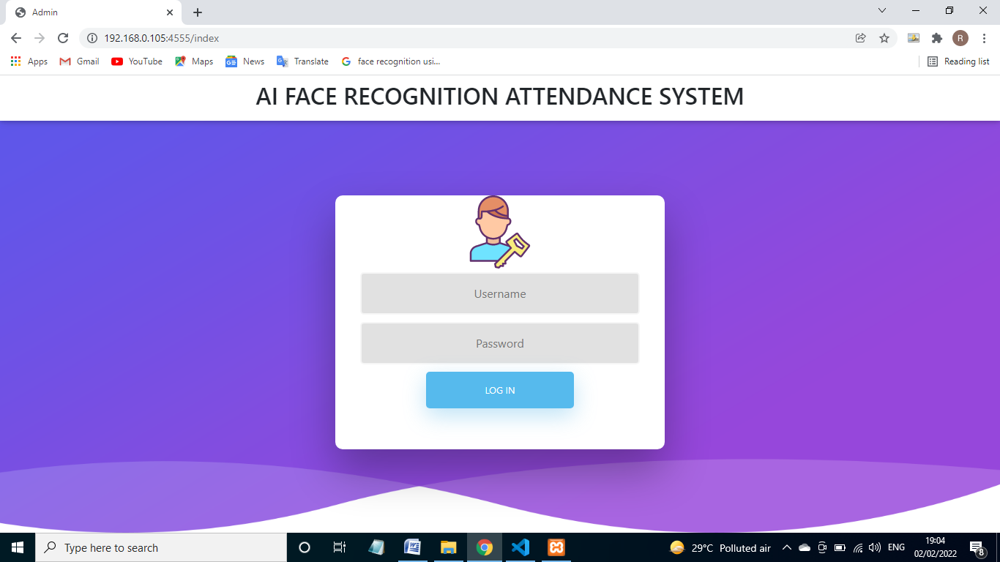 Admin
192.168.0.105:4555/index
R
Apps Gmail YouTube Maps News Translate face recognition usi... Reading list
AI FACE RECOGNITION ATTENDANCE SYSTEM
Username
Password
LOG IN
Type here to search
29°C Polluted air
ENG
19:04
02/02/2022
8